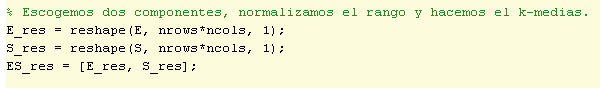 % Escogemos dos componentes, normalizamos el rango y hacemos el k-medias.
E_res = reshape(E, nrows*ncols, 1);
S_res = reshape(S, nrows*ncols, 1);
ES_res = [E_res, S_res];